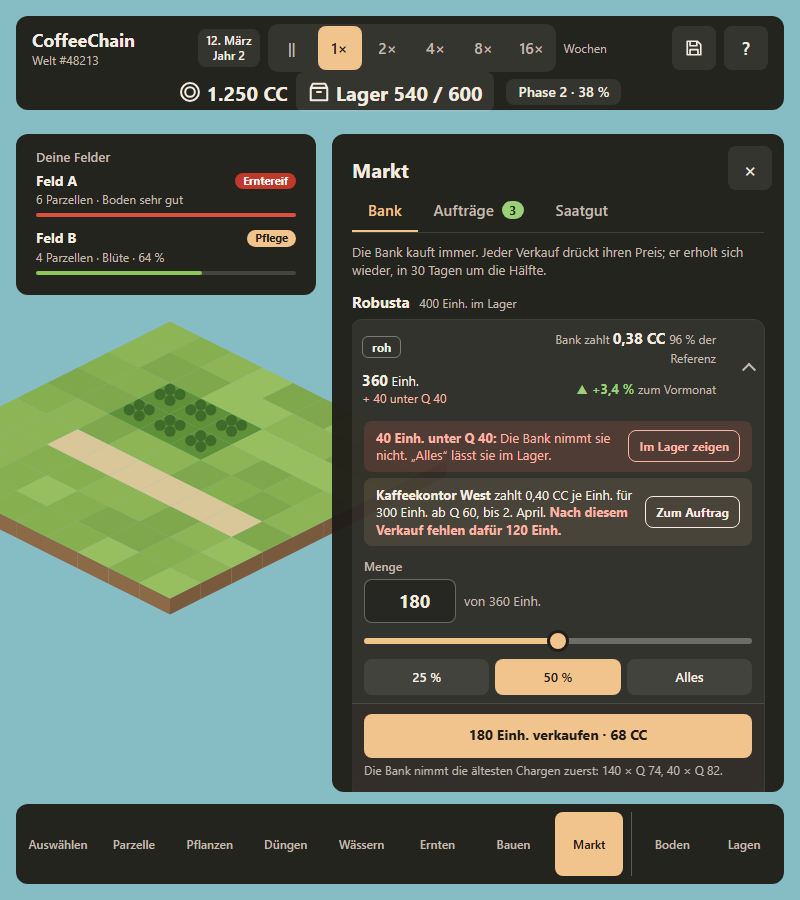 CoffeeChain
Welt #48213
12. März
Jahr 2
||
1×
2×
4×
8×
16×
Wochen
?
1.250 CC
Lager 540 / 600
Phase 2 · 38 %
Deine Felder
Feld A
Erntereif
6 Parzellen · Boden sehr gut
Feld B
Pflege
4 Parzellen · Blüte · 64 %
Markt
×
Bank
Aufträge 3
Saatgut
Die Bank kauft immer. Jeder Verkauf drückt ihren Preis; er erholt sich
wieder, in 30 Tagen um die Hälfte.
Robusta 400 Einh. im Lager
roh
Bank zahlt 0,38 CC 96 % der
Referenz
360 Einh.
+ 40 unter Q 40
▲ +3,4 % zum Vormonat
40 Einh. unter Q 40: Die Bank nimmt sie
nicht. „Alles“ lässt sie im Lager.
Im Lager zeigen
Kaffeekontor West zahlt 0,40 CC je Einh. für
300 Einh. ab Q 60, bis 2. April. Nach diesem
Verkauf fehlen dafür 120 Einh.
Zum Auftrag
Menge
180
von 360 Einh.
25 %
50 %
Alles
180 Einh. verkaufen · 68 CC
Die Bank nimmt die ältesten Chargen zuerst: 140 × Q 74, 40 × Q 82.
Auswählen
Parzelle
Pflanzen
Düngen
Wässern
Ernten
Bauen
Markt
Boden
Lagen